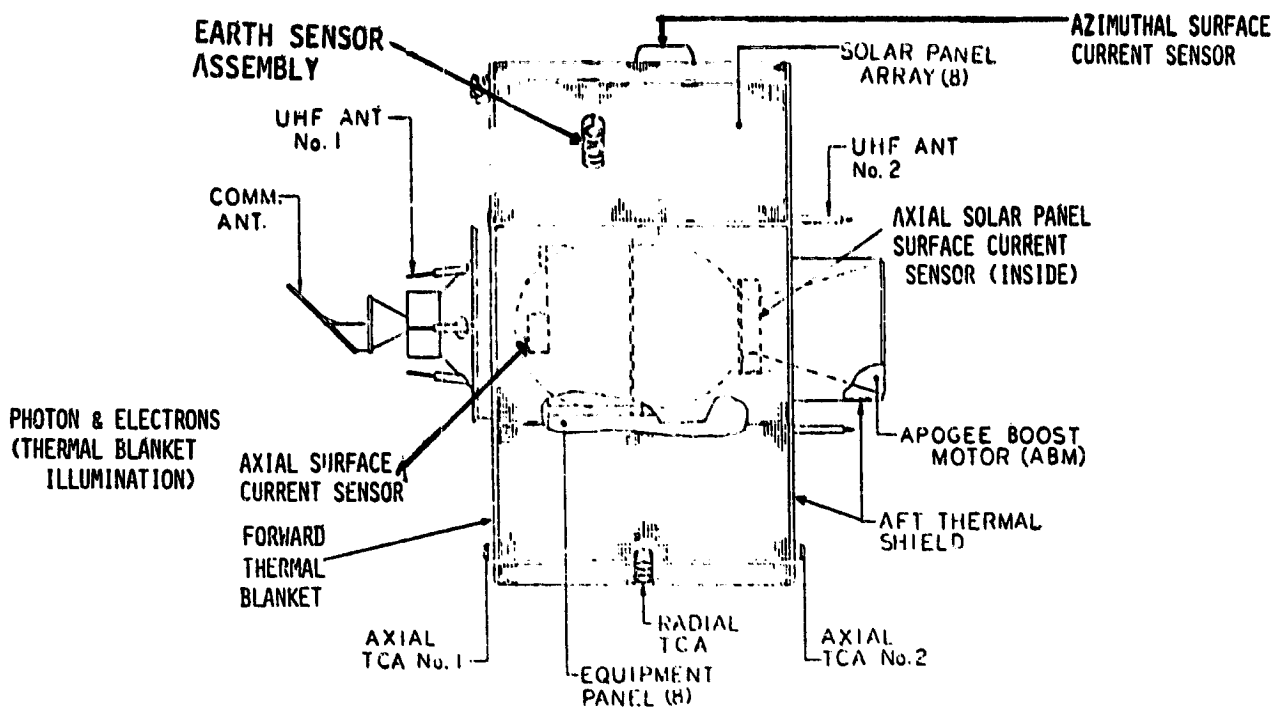 EARTH SENSOR
ASSEMBLY
AZIMUTHAL SURFACE
CURRENT SENSOR
SOLAR PANEL
ARRAY (8)
UHF ANT
No. 1
UHF ANT
No. 2
COMM.
ANT.
AXIAL SOLAR PANEL
SURFACE CURRENT
SENSOR (INSIDE)
PHOTON & ELECTRONS
(THERMAL BLANKET
ILLUMINATION)
AXIAL SURFACE
CURRENT SENSOR
APOGEE BOOST
MOTOR (ABM)
FORWARD
THERMAL
BLANKET
AFT THERMAL
SHIELD
RADIAL
TCA
AXIAL
TCA No. 1
AXIAL
TCA No. 2
EQUIPMENT
PANEL (8)